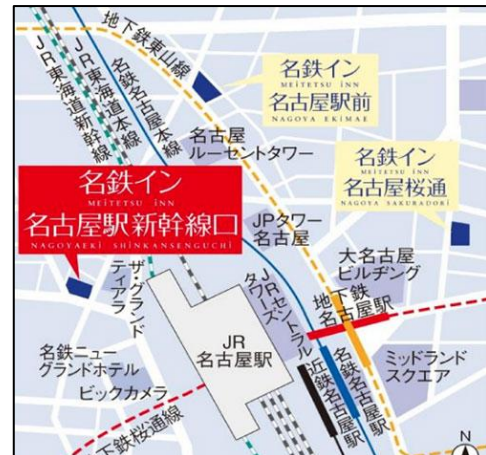 地下鉄東山線
JR東海道新幹線
JR東海道本線
名鉄名古屋本線
名鉄イン
MEITETSU INN
名古屋駅前
NAGOYA EKIMAE
名古屋
ルーセントタワー
名鉄イン
MEITETSU INN
名古屋桜通
NAGOYA SAKURADORI
名鉄イン
MEITETSU INN
名古屋駅新幹線口
NAGOYAEKI SHINKANSENGUCHI
JPタワー
名古屋
大名古屋
ビルヂング
ザ・グランド
ティアラ
JRセントラル
タワーズ
地下鉄
名古屋駅
JR
名古屋駅
名鉄ニュー
グランドホテル
ビックカメラ
ミッドランド
スクエア
近鉄名古屋駅
名鉄名古屋駅
地下鉄桜通線
N